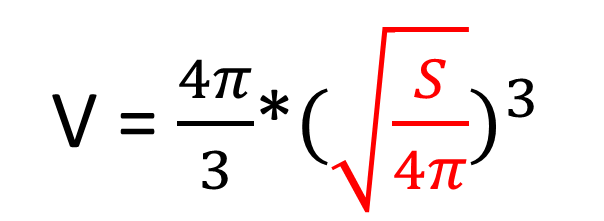 V = 4π/3 *(√(S/4π))³